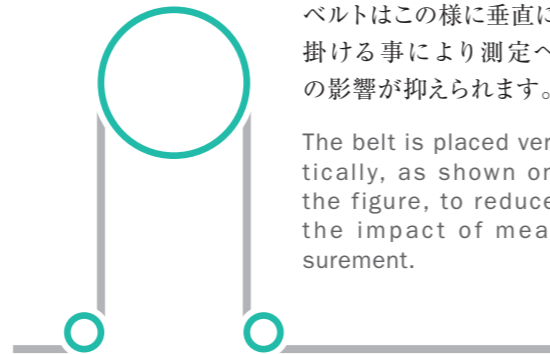 ベルトはこの様に垂直に
掛ける事により測定へ
の影響が抑えられます。
The belt is placed ver
tically, as shown on
the figure, to reduce
the impact of mea
surement.